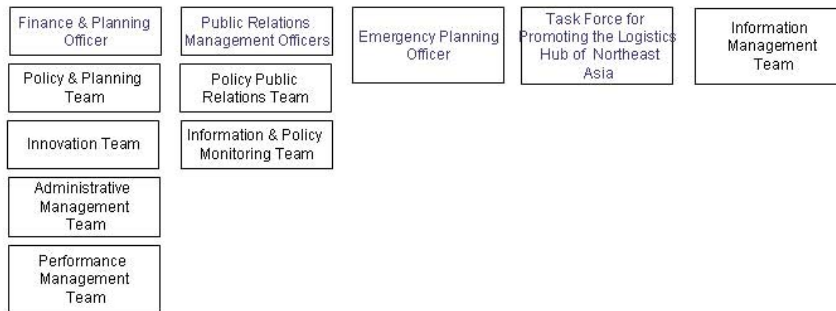 Finance & Planning
Officer
Policy & Planning
Team
Innovation Team
Administrative
Management
Team
Performance
Management
Team
Public Relations
Management Officers
Policy Public
Relations Team
Information & Policy
Monitoring Team
Emergency Planning
Officer
Task Force for
Promoting the Logistics
Hub of Northeast
Asia
Information
Management
Team